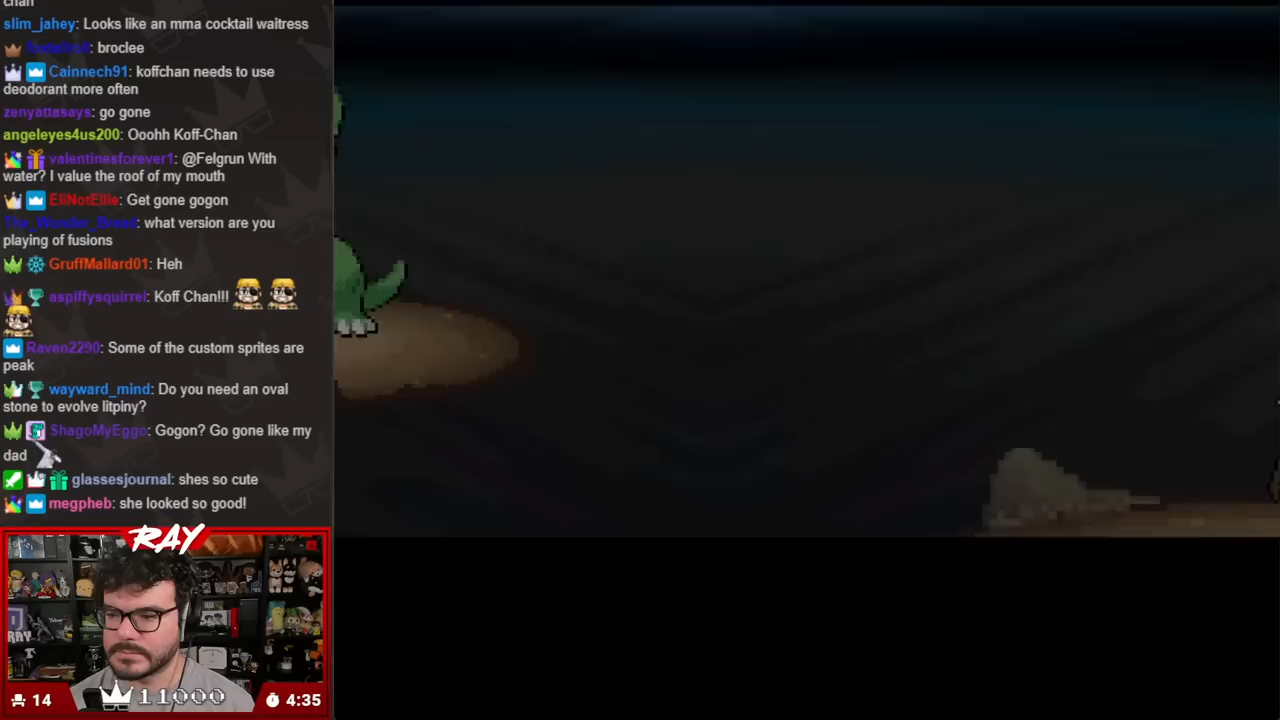 chan
slim_jahey: Looks like an mma cocktail waitress
: broclee
Cainnech91: koffchan needs to use
deodorant more often
zenyattasays: go gone
angeleyes4us200: Ooohh Koff-Chan
valentinesforever1: @Felgrun With
water? I value the roof of my mouth
EliNotEllie: Get gone gogon
The_Wonder_Bread: what version are you
playing of fusions
GruffMallard01: Heh
aspiffysquirrel: Koff Chan!!!
Raven2290: Some of the custom sprites are
peak
wayward_mind: Do you need an oval
stone to evolve litpiny?
ShagoMyEggo: Gogon? Go gone like my
dad
glassesjournal: shes so cute
megpheb: she looked so good!
RAY
RAY
14
11000
4:35